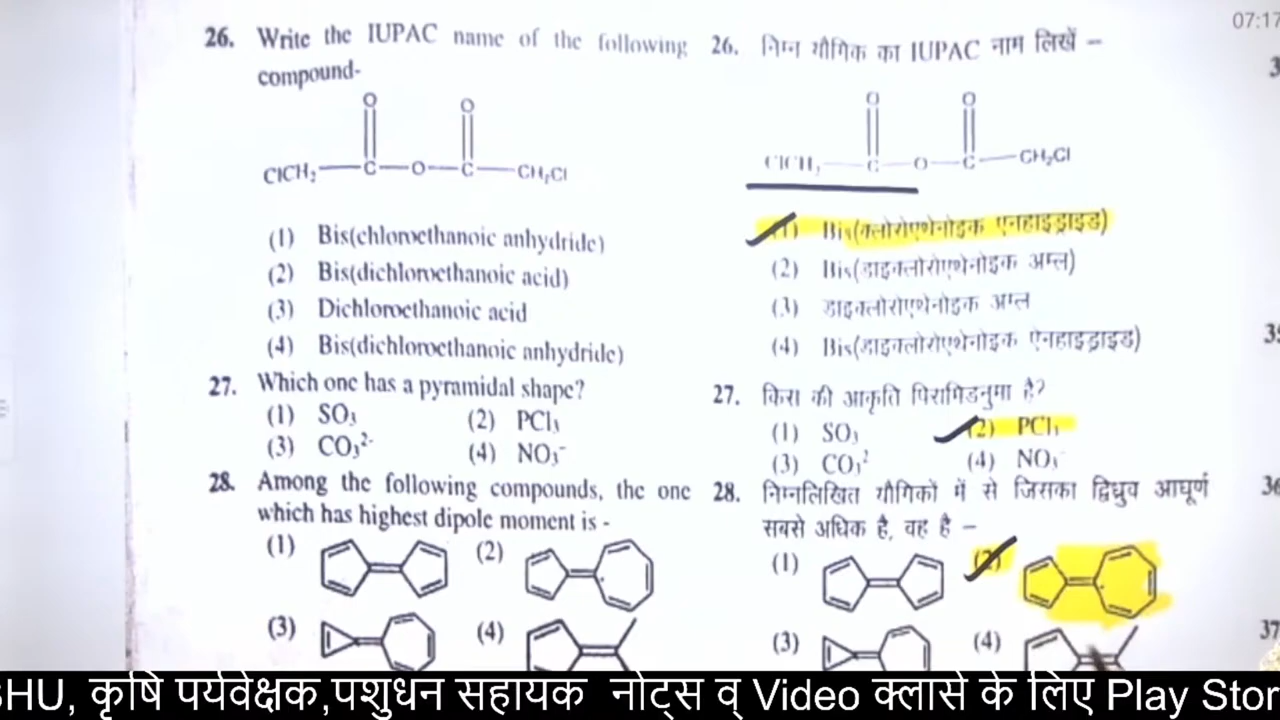 07:17
26. Write the IUPAC name of the following
compound-
O O
ClCH₂ C O C CH₂Cl
(1) Bis(chloroethanoic anhydride)
(2) Bis(dichloroethanoic acid)
(3) Dichloroethanoic acid
(4) Bis(dichloroethanoic anhydride)
27. Which one has a pyramidal shape?
(1) SO₃ (2) PCl₃
(3) CO₃²⁻ (4) NO₃⁻
28. Among the following compounds, the one
which has highest dipole moment is -
(1) (2)
(3) (4)
26. निम्न यौगिक का IUPAC नाम लिखें –
O O
ClCH₂ C O C CH₂Cl
(1) Bis(क्लोरोएथेनोइक एनहाइड्राइड)
(2) Bis(डाइक्लोरोएथेनोइक अम्ल)
(3) डाइक्लोरोएथेनोइक अम्ल
(4) Bis(डाइक्लोरोएथेनोइक ऐनहाइड्राइड)
27. किस की आकृति पिरामिडनुमा है?
(1) SO₃ (2) PCl₃
(3) CO₃² (4) NO₃⁻
28. निम्नलिखित यौगिकों में से जिसका द्विध्रुव आघूर्ण
सबसे अधिक है, वह है –
(1) (2)
(3) (4)
3
36
37
BHU, कृषि पर्यवेक्षक,पशुधन सहायक नोट्स व् Video क्लासे के लिए Play Stor